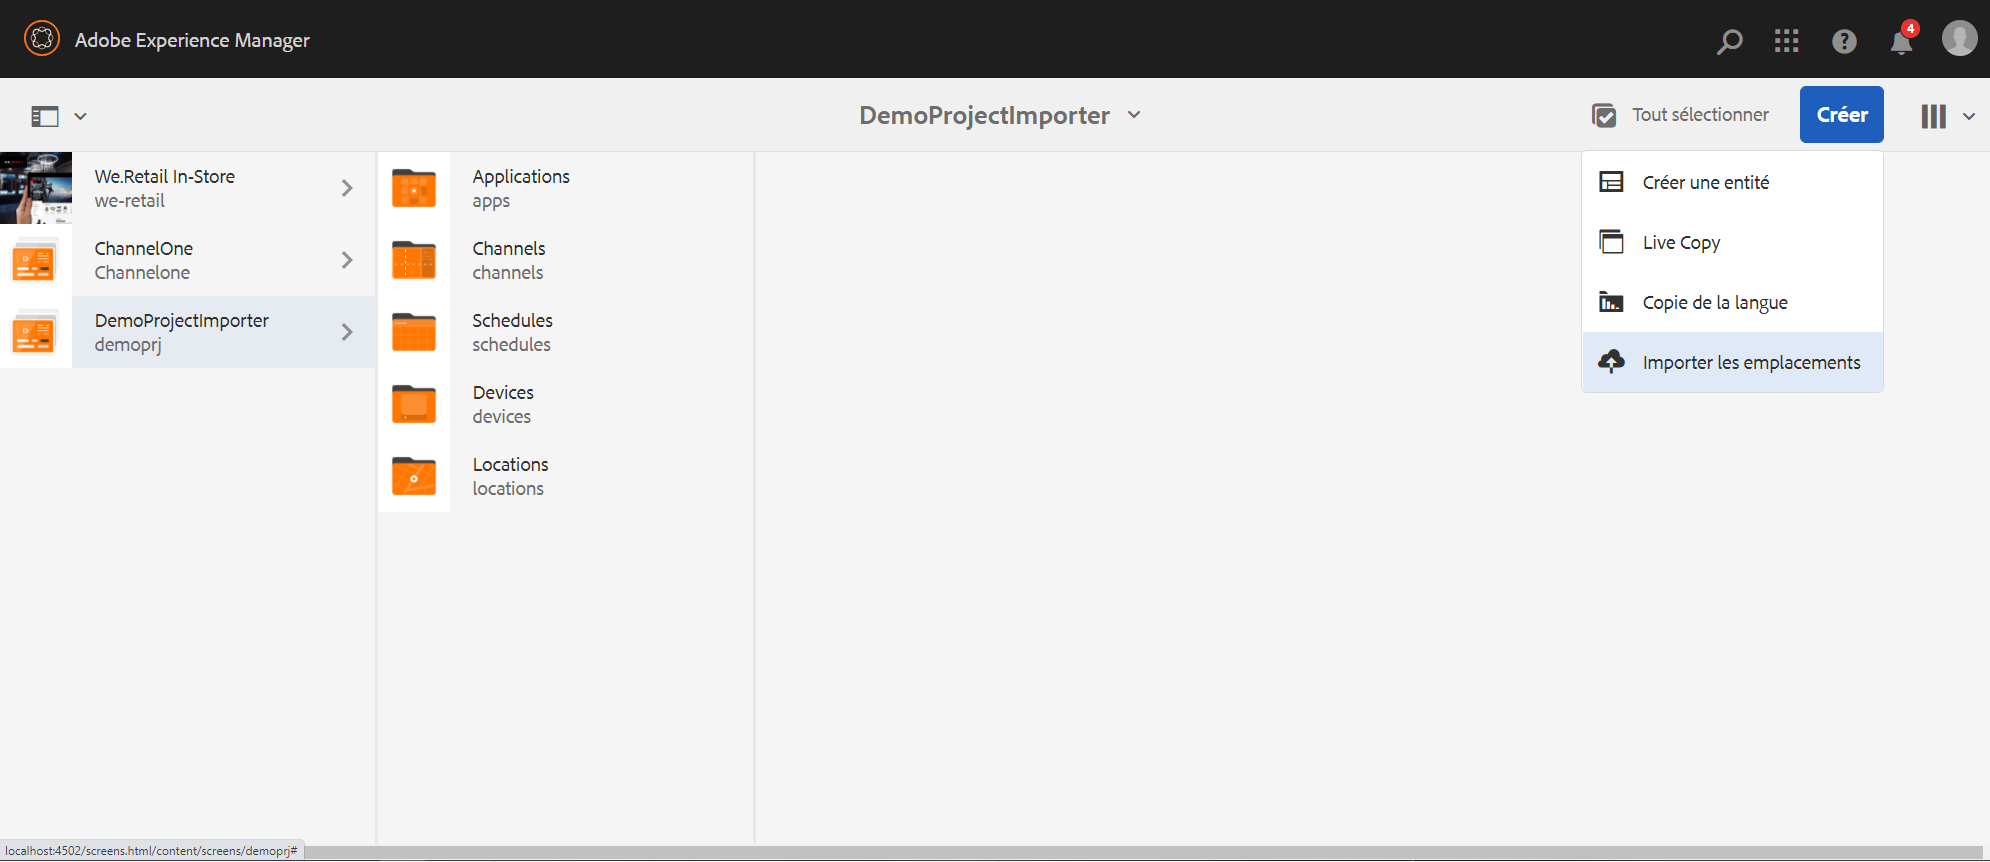 Adobe Experience Manager
4
DemoProjectImporter
Tout sélectionner
Créer
We.Retail In-Store
we-retail
ChannelOne
Channelone
DemoProjectImporter
demoprj
Applications
apps
Channels
channels
Schedules
schedules
Devices
devices
Locations
locations
Créer une entité
Live Copy
Copie de la langue
Importer les emplacements
localhost:4502/screens.html/content/screens/demoprj#